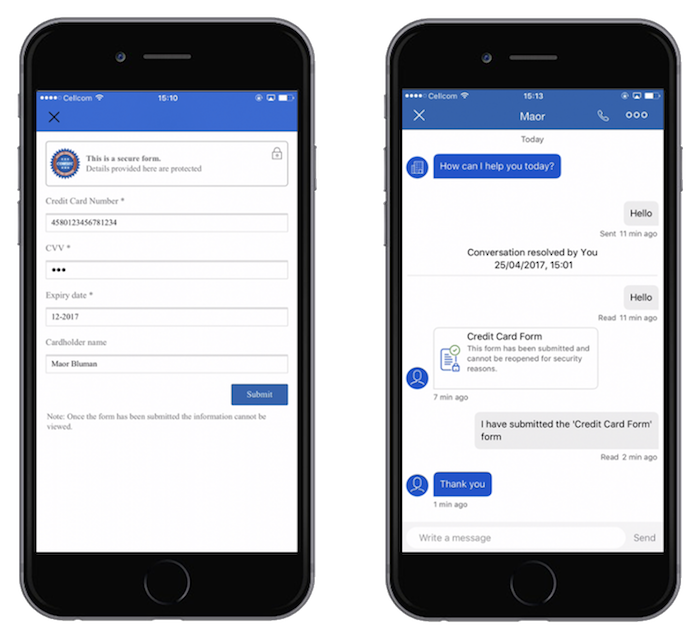 Cellcom
15:10
This is a secure form.
Details provided here are protected
Credit Card Number *
4580123456781234
CVV *
•••
Expiry date *
12-2017
Cardholder name
Maor Bluman
Submit
Note: Once the form has been submitted the information cannot be
viewed.
Cellcom
15:13
Maor
Today
How can I help you today?
Hello
Sent 11 min ago
Conversation resolved by You
25/04/2017, 15:01
Hello
Read 11 min ago
Credit Card Form
This form has been submitted and
cannot be reopened for security
reasons.
7 min ago
I have submitted the 'Credit Card Form'
form
Read 2 min ago
Thank you
1 min ago
Write a message
Send